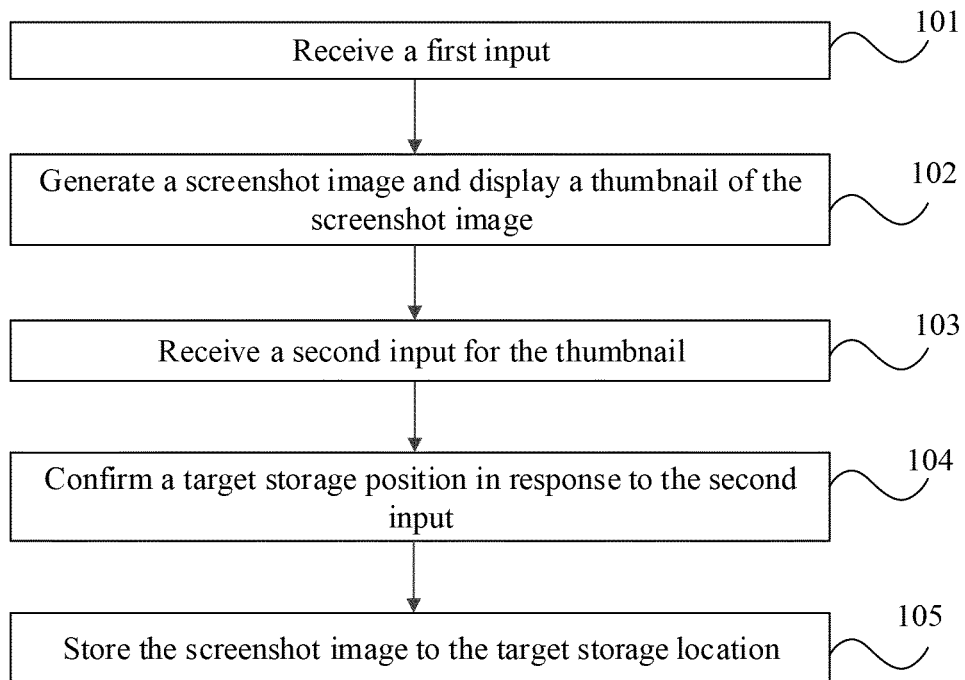 101
Receive a first input
102
Generate a screenshot image and display a thumbnail of the
screenshot image
103
Receive a second input for the thumbnail
104
Confirm a target storage position in response to the second
input
105
Store the screenshot image to the target storage location